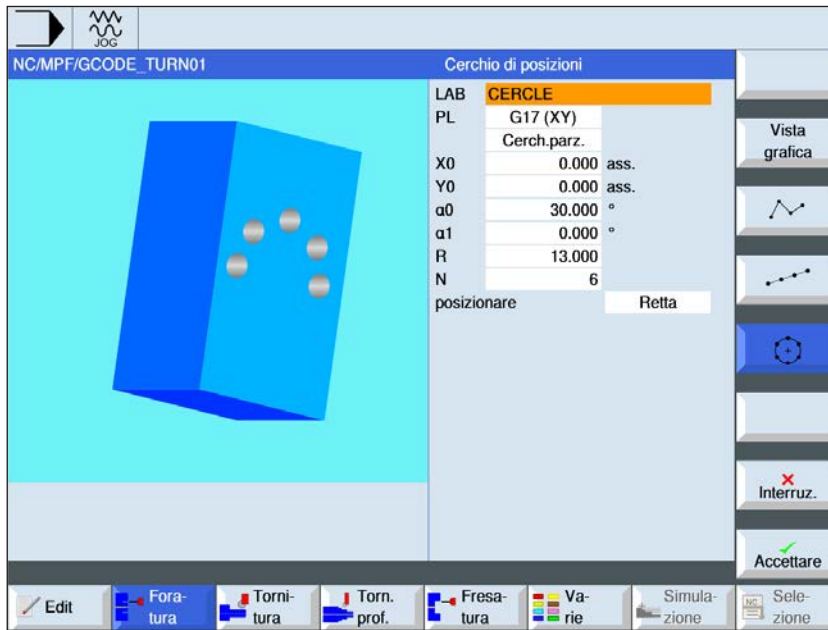 JOG
NC/MPF/GCODE_TURN01
Cerchio di posizioni
LAB CERCLE
PL G17 (XY)
Cerch.parz.
X0 0.000 ass.
Y0 0.000 ass.
α0 30.000 °
α1 0.000 °
R 13.000
N 6
posizionare Retta
Vista
grafica
Interruz.
Accettare
Edit
Fora-
tura
Torni-
tura
Torn.
prof.
Fresa-
tura
Va-
rie
Simula-
zione
NC
Sele-
zione